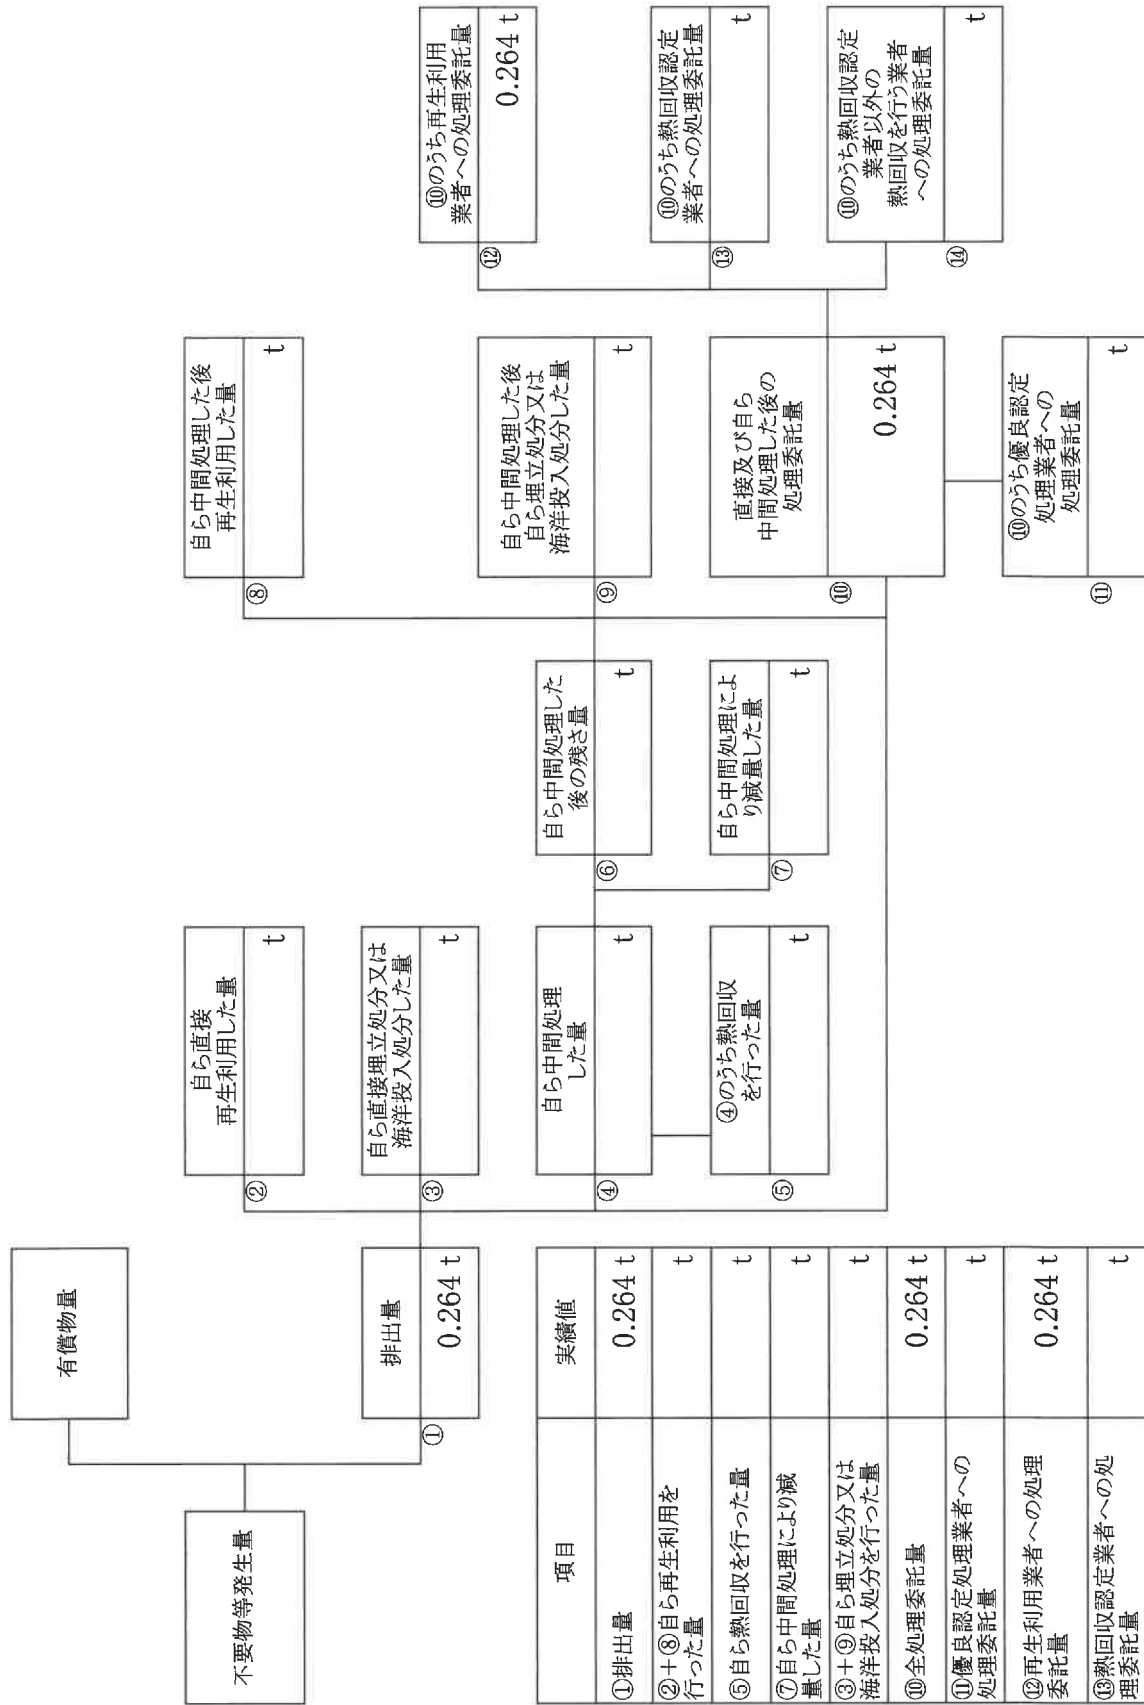 不要物等発生量
有償物量
排出量
①
0.264 t
自ら直接
再生利用した量
②
t
自ら直接埋立処分又は
海洋投入処分した量
③
t
自ら中間処理
した量
④
t
④のうち熱回収
を行った量
⑤
t
自ら中間処理した
後の残さ量
⑥
t
自ら中間処理によ
り減量した量
⑦
t
自ら中間処理した後
再生利用した量
⑧
t
自ら中間処理した後
自ら埋立処分又は
海洋投入処分した量
⑨
t
直接及び自ら
中間処理した後の
処理委託量
⑩
0.264 t
⑩のうち優良認定
処理業者への
処理委託量
⑪
t
⑩のうち再生利用
業者への処理委託量
⑫
0.264 t
⑩のうち熱回収認定
業者への処理委託量
⑬
t
⑩のうち熱回収認定
業者以外の
熱回収を行う業者
への処理委託量
⑭
t
項目
実績値
①排出量
0.264 t
②+⑧自ら再生利用を
行った量
t
⑤自ら熱回収を行った量
t
⑦自ら中間処理により減
量した量
t
③+⑨自ら埋立処分又は
海洋投入処分を行った量
t
⑩全処理委託量
0.264 t
⑪優良認定処理業者への
処理委託量
t
⑫再生利用業者への処理
委託量
0.264 t
⑬熱回収認定業者への処
理委託量
t